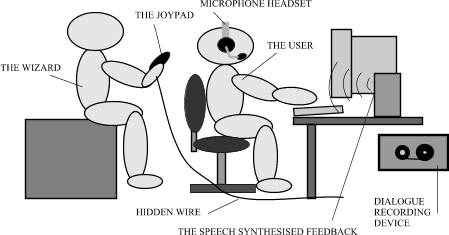 MICROPHONE HEADSET
THE JOYPAD
THE USER
THE WIZARD
HIDDEN WIRE
DIALOGUE
RECORDING
DEVICE
THE SPEECH SYNTHESISED FEEDBACK